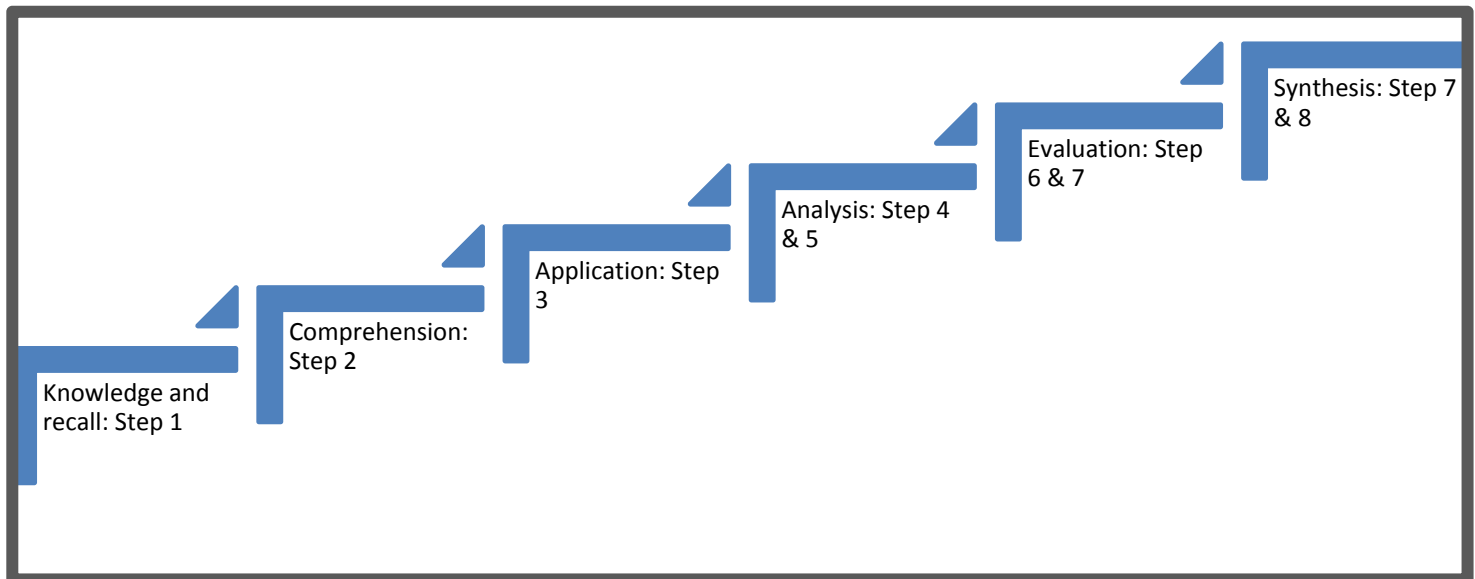 Knowledge and
recall: Step 1
Comprehension:
Step 2
Application: Step
3
Analysis: Step 4
& 5
Evaluation: Step
6 & 7
Synthesis: Step 7
& 8